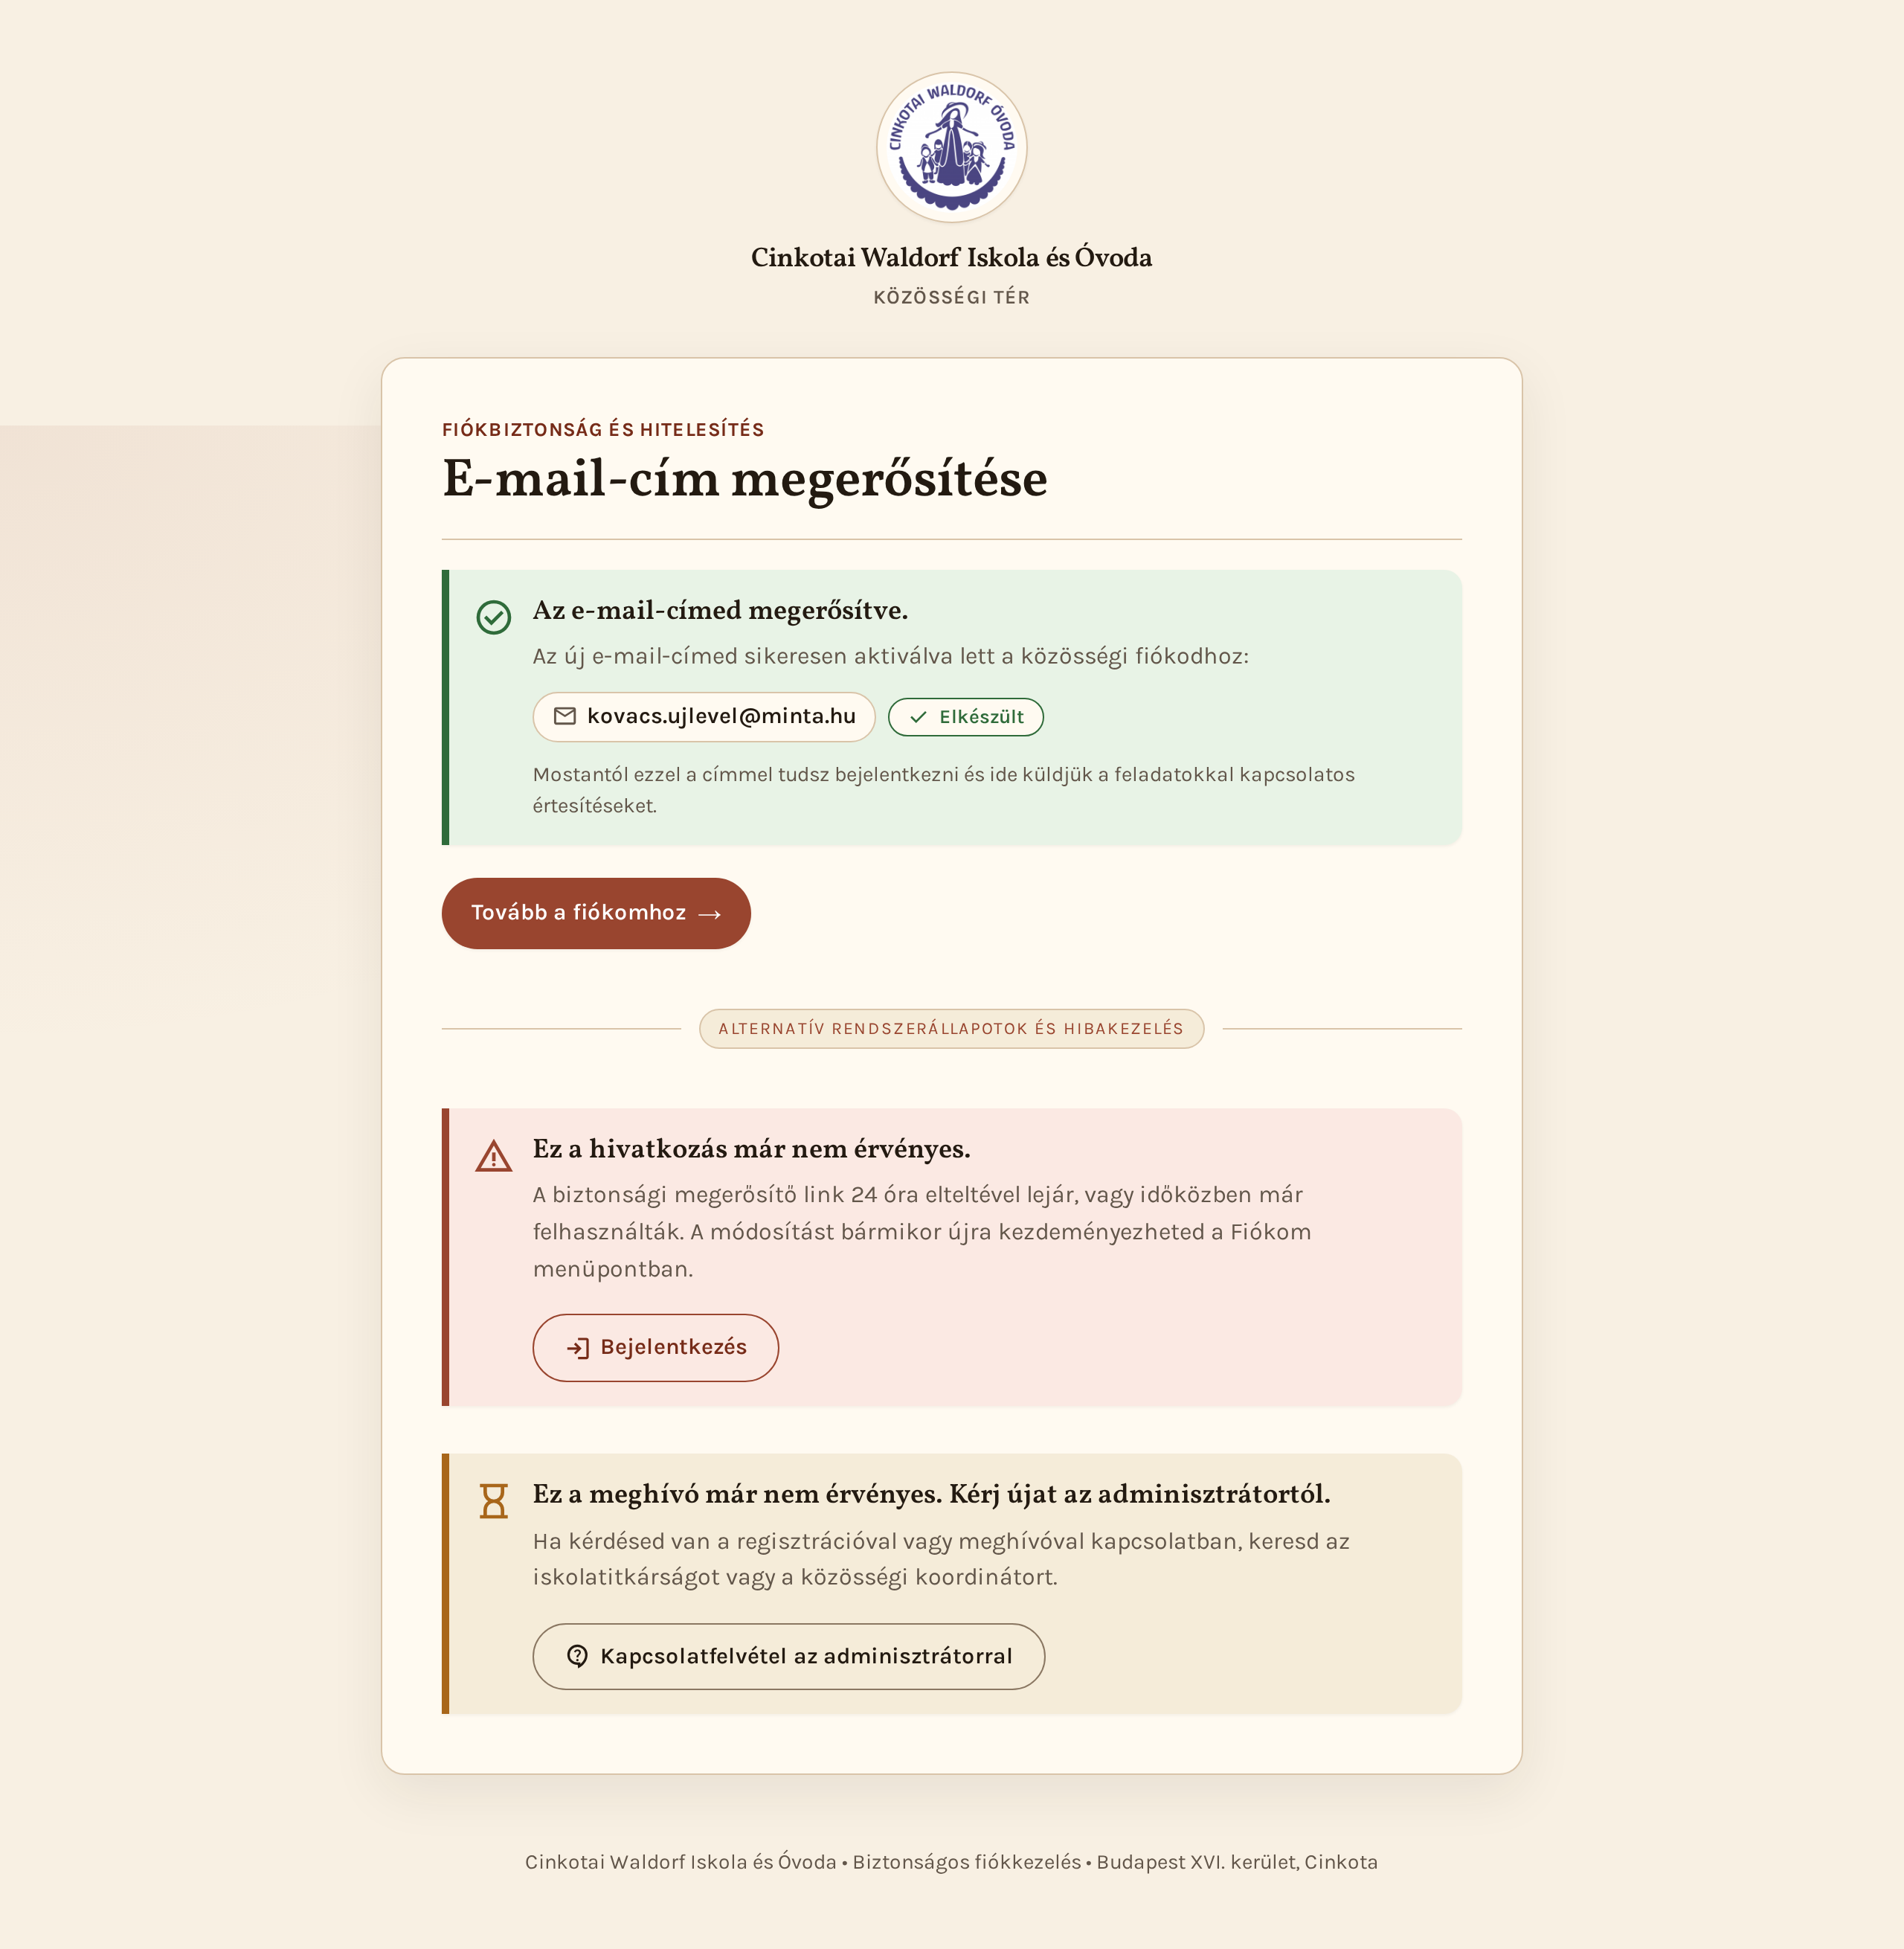 CINKOTAI WALDORF ÓVODA
Cinkotai Waldorf Iskola és Óvoda
KÖZÖSSÉGI TÉR
FIÓKBIZTONSÁG ÉS HITELESÍTÉS
E-mail-cím megerősítése
Az e-mail-címed megerősítve.
Az új e-mail-címed sikeresen aktiválva lett a közösségi fiókodhoz:
kovacs.ujlevel@minta.hu
Elkészült
Mostantól ezzel a címmel tudsz bejelentkezni és ide küldjük a feladatokkal kapcsolatos
értesítéseket.
Tovább a fiókomhoz →
ALTERNATÍV RENDSZERÁLLAPOTOK ÉS HIBAKEZELÉS
Ez a hivatkozás már nem érvényes.
A biztonsági megerősítő link 24 óra elteltével lejár, vagy időközben már
felhasználták. A módosítást bármikor újra kezdeményezheted a Fiókom
menüpontban.
Bejelentkezés
Ez a meghívó már nem érvényes. Kérj újat az adminisztrátortól.
Ha kérdésed van a regisztrációval vagy meghívóval kapcsolatban, keresd az
iskolatitkárságot vagy a közösségi koordinátort.
Kapcsolatfelvétel az adminisztrátorral
Cinkotai Waldorf Iskola és Óvoda • Biztonságos fiókkezelés • Budapest XVI. kerület, Cinkota